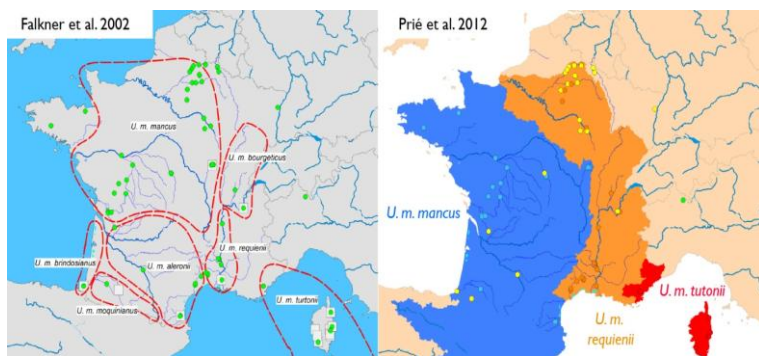 Falkner et al. 2002
U. m. mancus
U. m. bourgeticus
U. m. requienii
U. m. brindosianus
U. m. aleronii
U. m. moquinianus
U. m. turtonii
Prié et al. 2012
U. m. mancus
U. m. tutonii
U. m.
requienii